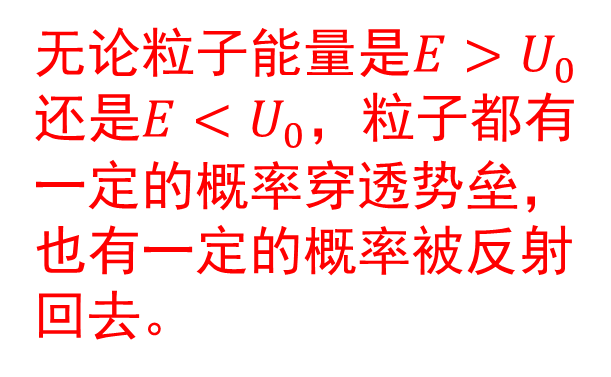 无论粒子能量是E > U₀
还是E < U₀，粒子都有
一定的概率穿透势垒，
也有一定的概率被反射
回去。